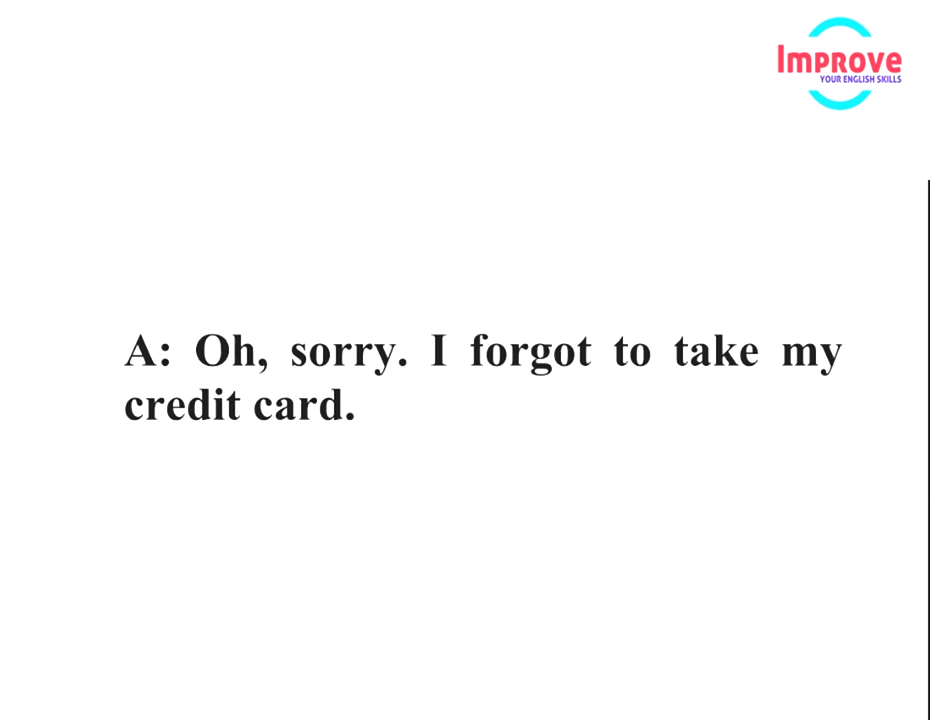 Improve
YOUR ENGLISH SKILLS
A: Oh, sorry. I forgot to take my
credit card.